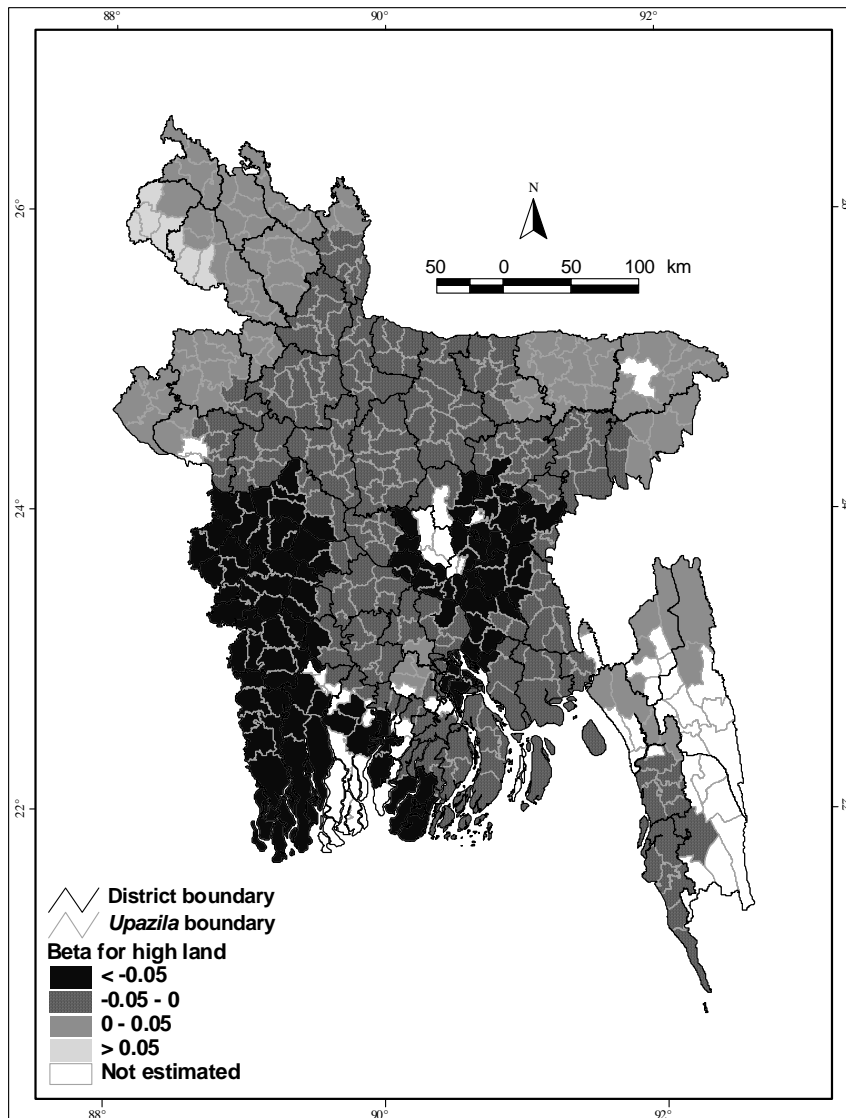 88° 90° 92°
N
26°
50 0 50 100 km
24°
22°
District boundary
Upazila boundary
Beta for high land
< -0.05
-0.05 - 0
0 - 0.05
> 0.05
Not estimated
88° 90° 92°